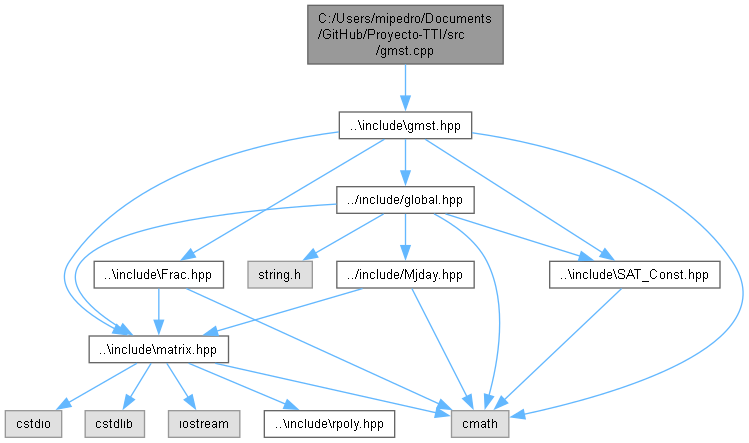 C:/Users/mipedro/Documents
/GitHub/Proyecto-TTI/src
/gmst.cpp
..\include\gmst.hpp
../include/global.hpp
..\include\Frac.hpp
string.h
../include/Mjday.hpp
..\include\SAT_Const.hpp
..\include\matrix.hpp
cstdio
cstdlib
iostream
..\include\rpoly.hpp
cmath